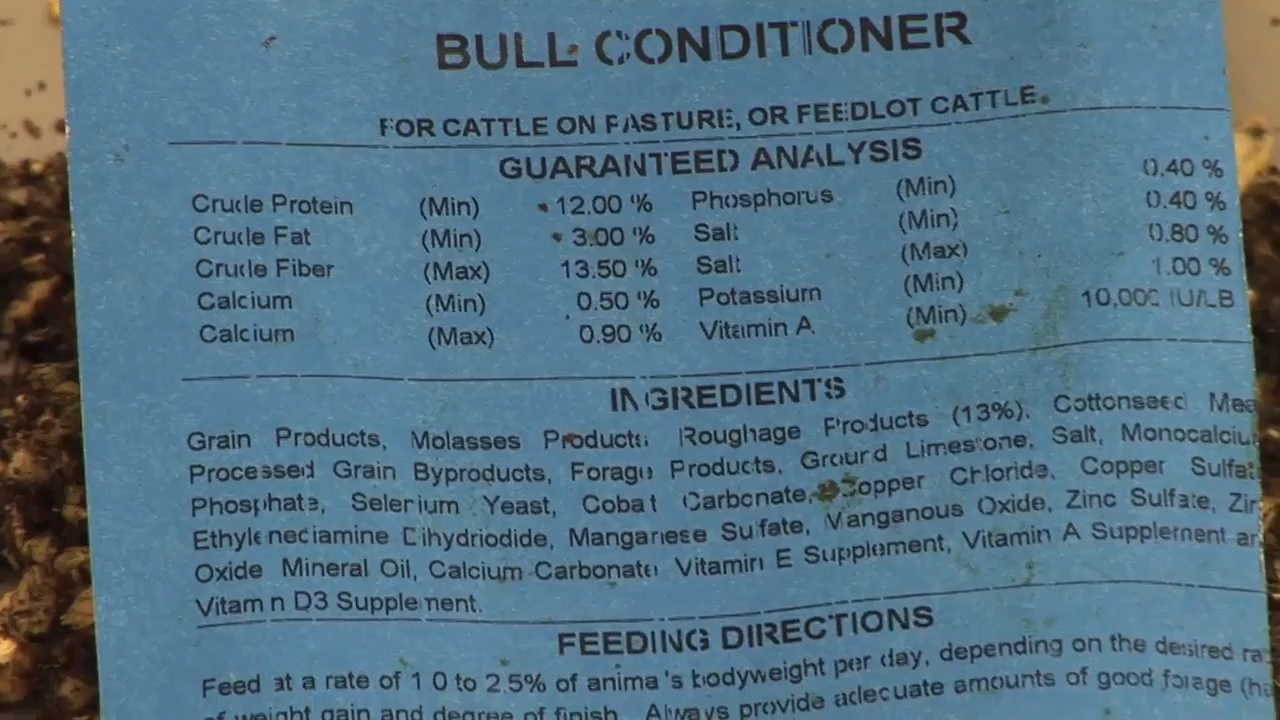 BULL CONDITIONER
FOR CATTLE ON PASTURE, OR FEEDLOT CATTLE.
GUARANTEED ANALYSIS
Crude Protein (Min) 12.00 % Phosphorus (Min) 0.40 %
Crude Fat (Min) 3.00 % Salt (Min) 0.40 %
Crude Fiber (Max) 13.50 % Salt (Max) 0.80 %
Calcium (Min) 0.50 % Potassium (Min) 1.00 %
Calcium (Max) 0.90 % Vitamin A (Min) 10,000 IU/LB
INGREDIENTS
Grain Products, Molasses Products, Roughage Products (13%), Cottonseed
Processed Grain Byproducts, Forage Products, Ground Limestone, Salt,
Phosphate, Selenium Yeast, Cobalt Carbonate, Copper Chloride, Copper
Ethylenediamine Dihydriodide, Manganese Sulfate, Manganous Oxide, Zinc Sulfate,
Oxide Mineral Oil, Calcium Carbonate Vitamin E Supplement, Vitamin A Supplement
Vitamin D3 Supplement.
FEEDING DIRECTIONS
Feed at a rate of 1 0 to 2.5% of animal's bodyweight per day, depending on the desired
of weight gain and degree of finish. Always provide adequate amounts of good forage